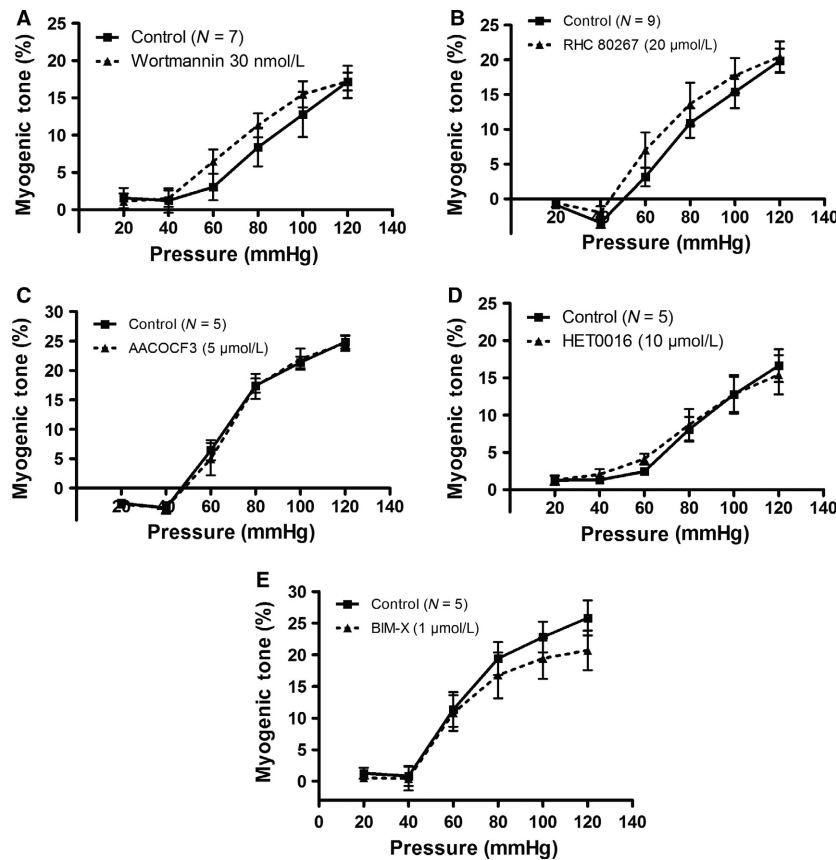 A
Myogenic tone (%)
25
20
15
10
5
0
Control (N = 7)
Wortmannin 30 nmol/L
20 40 60 80 100 120 140
Pressure (mmHg)
B
Myogenic tone (%)
25
20
15
10
5
0
Control (N = 9)
RHC 80267 (20 µmol/L)
20 40 60 80 100 120 140
Pressure (mmHg)
C
Myogenic tone (%)
30
25
20
15
10
5
0
Control (N = 5)
AACOCF3 (5 µmol/L)
20 40 60 80 100 120 140
Pressure (mmHg)
D
Myogenic tone (%)
25
20
15
10
5
0
Control (N = 5)
HET0016 (10 µmol/L)
20 40 60 80 100 120 140
Pressure (mmHg)
E
Myogenic tone (%)
30
25
20
15
10
5
0
Control (N = 5)
BIM-X (1 µmol/L)
0 20 40 60 80 100 120 140
Pressure (mmHg)